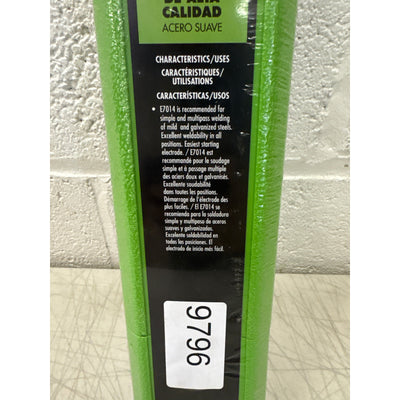 DE ALTA
CALIDAD
ACERO SUAVE
CHARACTERISTICS/USES
CARACTÉRISTIQUES/
UTILISATIONS
CARACTERÍSTICAS/USOS
• E7014 is recommended for
simple and multipass welding
of mild and galvanized steels.
Excellent weldability in all
positions. Easiest starting
electrode. / E7014 est
recommandé pour le soudage
simple et à passage multiple
des aciers doux et galvanisés.
Excellente soudabilité
dans toutes les positions.
Démarrage de l'électrode des
plus faciles. / El E7014 se
recomienda para la soldadura
simple y multipaso de aceros
suaves y galvanizados.
Excelente soldabilidad en
todas las posiciones. El
electrodo de inicio más fácil.
9796